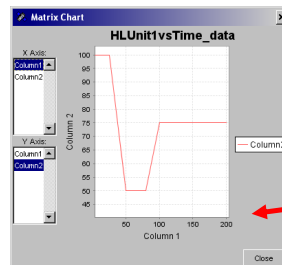 Matrix Chart
HLUnit1vsTime_data
X Axis:
Column1
Column2
Y Axis:
Column1
Column2
Column 2
100
95
90
85
80
75
70
65
60
55
50
45
50
100
150
200
Column 1
Column2
Close